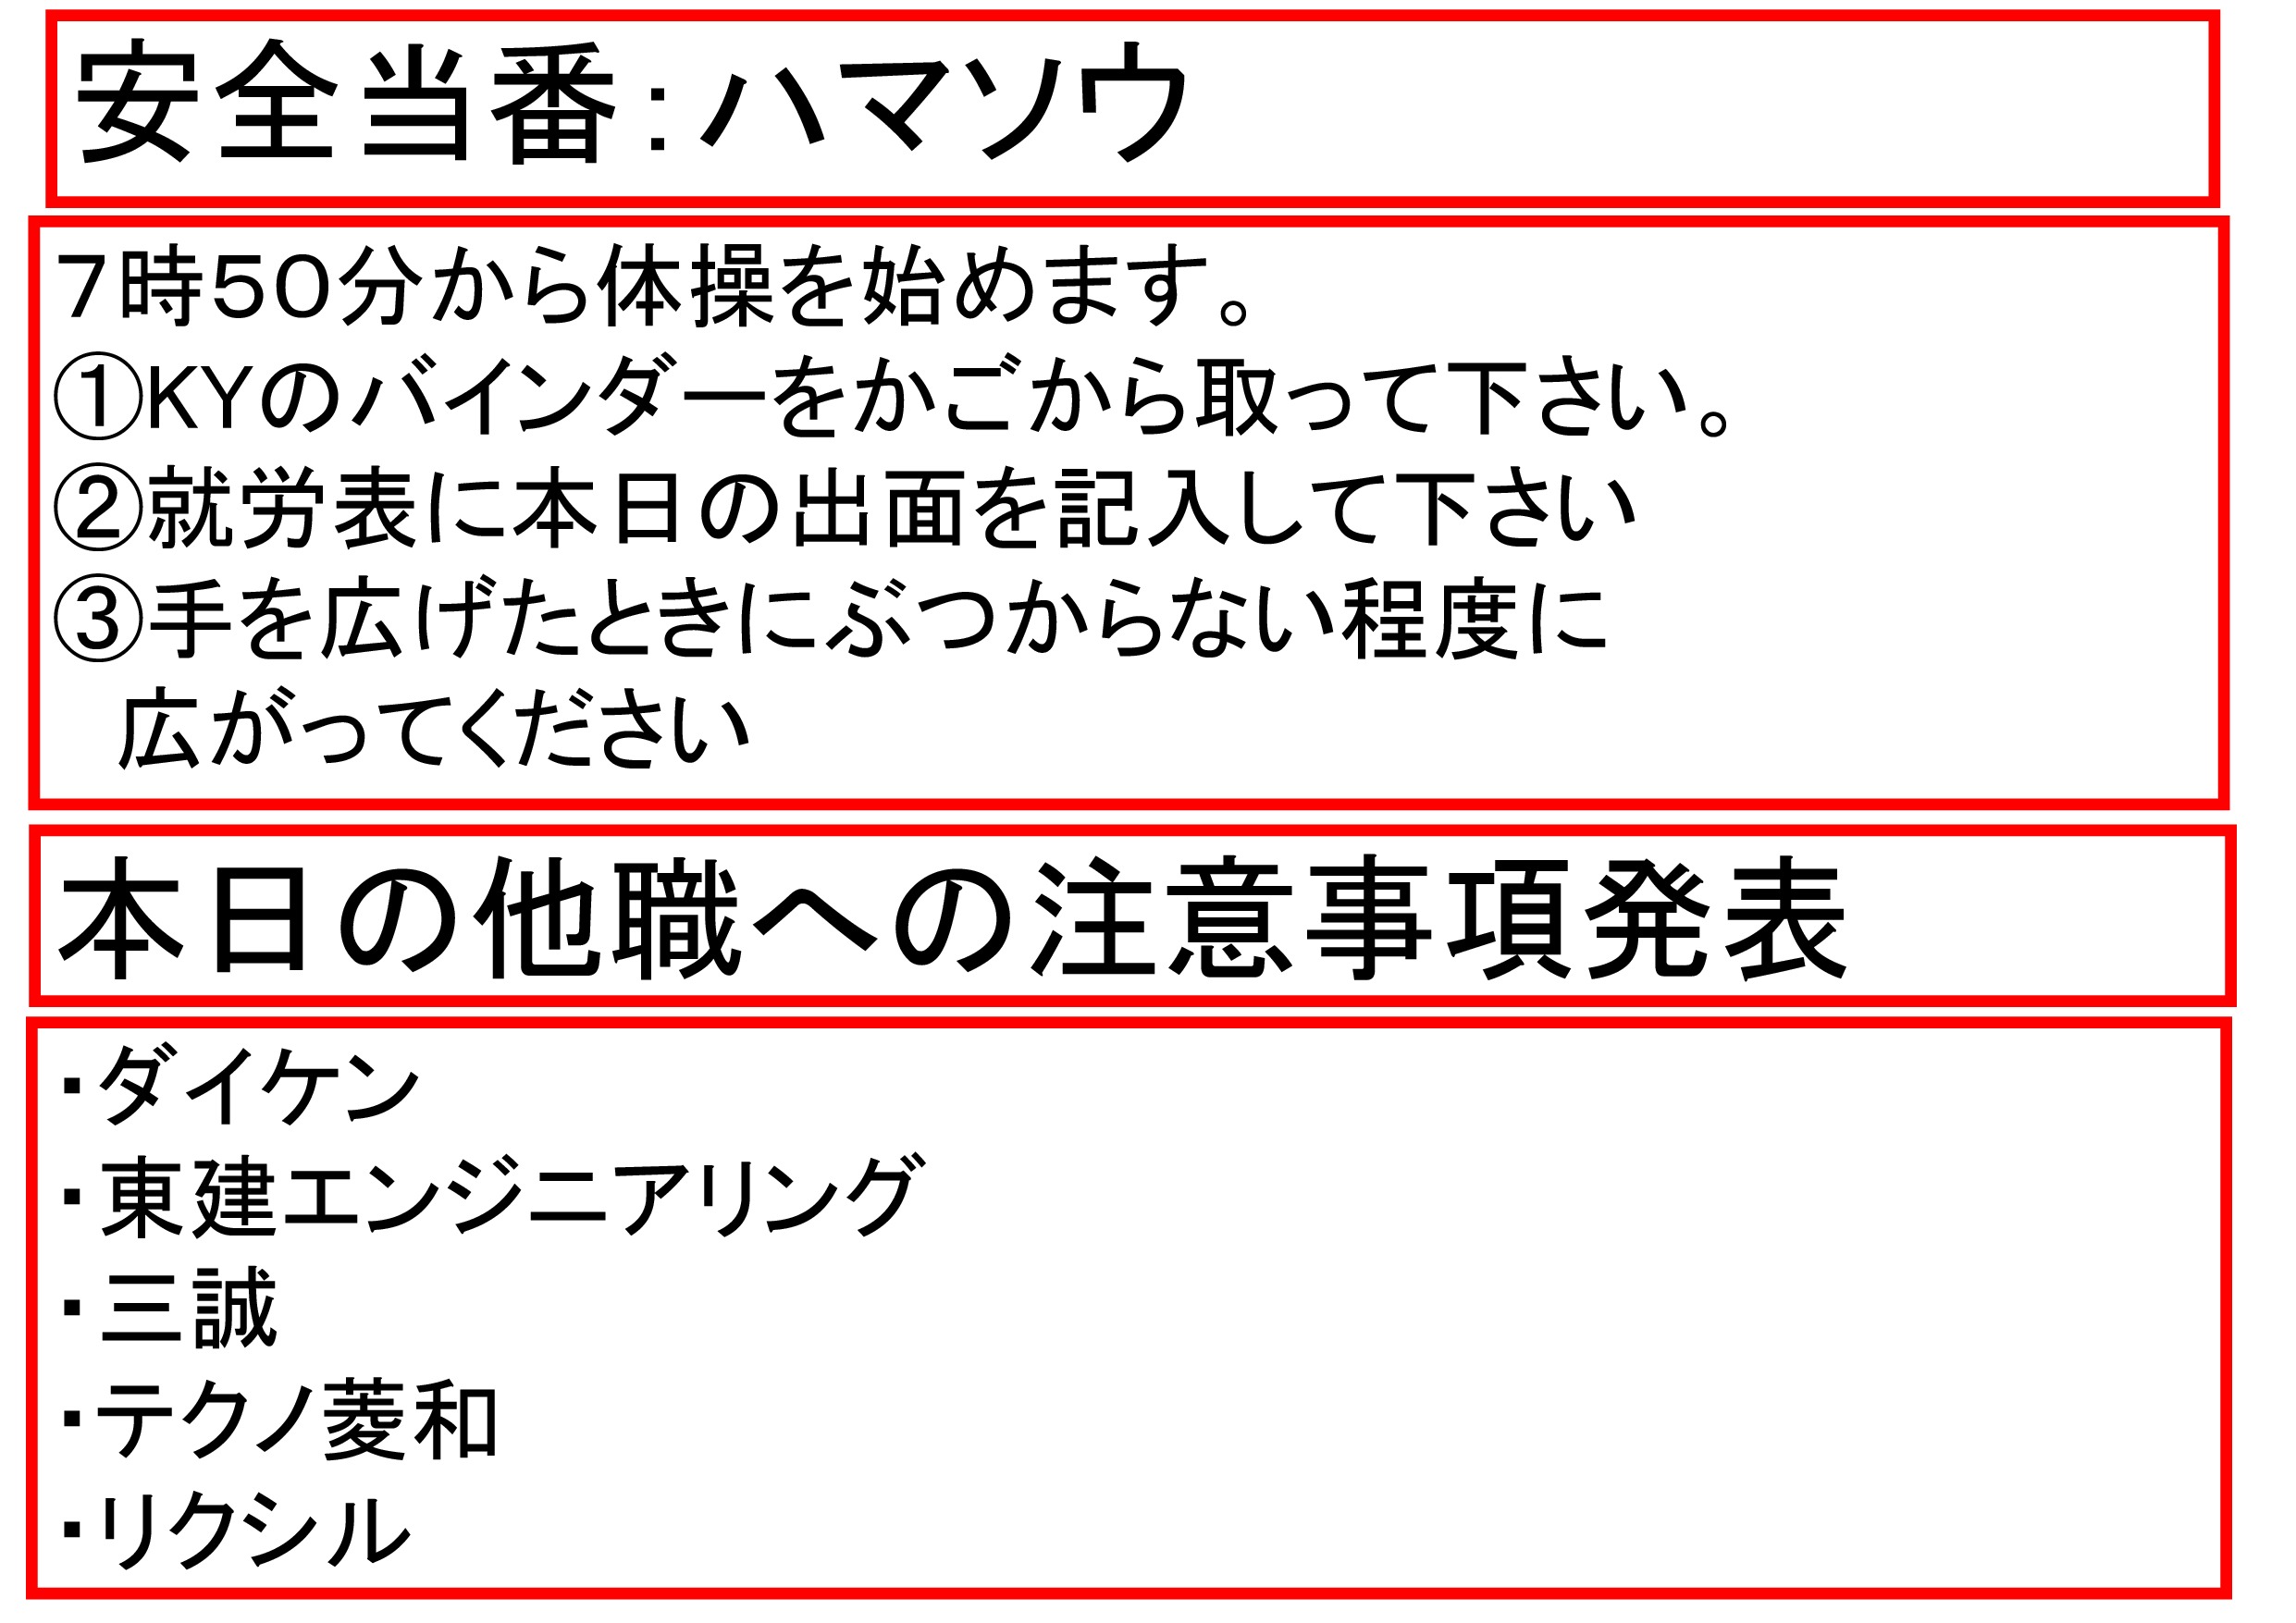 安全当番:ハマソウ
７時５０分から体操を始めます。
①KYのバインダーをかごから取って下さい。
②就労表に本日の出面を記入して下さい
③手を広げたときにぶつからない程度に
広がってください
本日の他職への注意事項発表
・ダイケン
・東建エンジニアリング
・三誠
・テクノ菱和
・リクシル